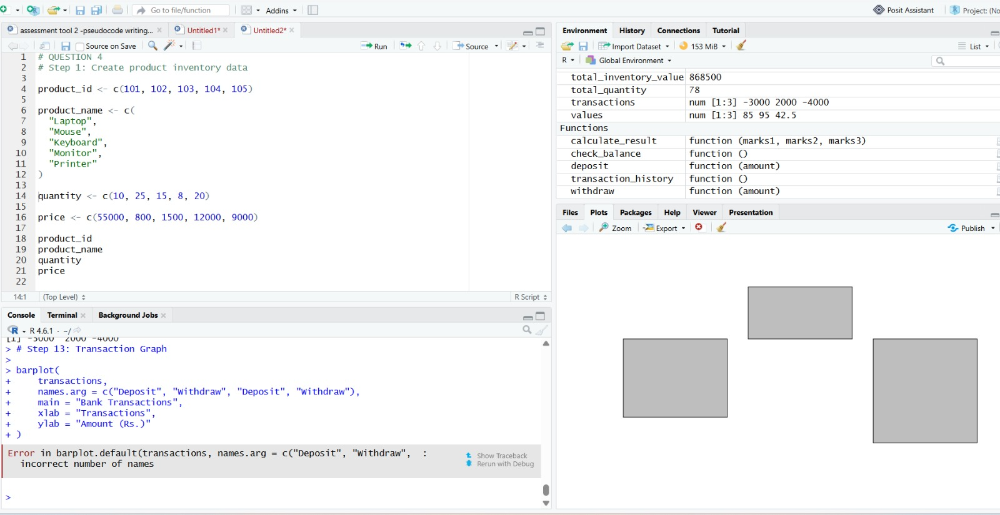 Go to file/function
Addins
Posit Assistant
Project: (No
assessment tool 2 -pseudocode writing...
Untitled1*
Untitled2*
Source on Save
Run
Source
1 # QUESTION 4
2 # Step 1: Create product inventory data
3
4 product_id <- c(101, 102, 103, 104, 105)
5
6 product_name <- c(
7 "Laptop",
8 "Mouse",
9 "Keyboard",
10 "Monitor",
11 "Printer"
12 )
13
14 quantity <- c(10, 25, 15, 8, 20)
15
16 price <- c(55000, 800, 1500, 12000, 9000)
17
18 product_id
19 product_name
20 quantity
21 price
22
14:1 (Top Level) R Script
Console Terminal Background Jobs
R 4.6.1 · ~/
[1] -3000 2000 -4000
> # Step 13: Transaction Graph
>
> barplot(
+ transactions,
+ names.arg = c("Deposit", "Withdraw", "Deposit", "Withdraw"),
+ main = "Bank Transactions",
+ xlab = "Transactions",
+ ylab = "Amount (Rs.)"
+ )
Error in barplot.default(transactions, names.arg = c("Deposit", "Withdraw", :
incorrect number of names
Show Traceback
Rerun with Debug
>
Environment History Connections Tutorial
Import Dataset 153 MiB List
R Global Environment
total_inventory_value 868500
total_quantity 78
transactions num [1:3] -3000 2000 -4000
values num [1:3] 85 95 42.5
Functions
calculate_result function (marks1, marks2, marks3)
check_balance function ()
deposit function (amount)
transaction_history function ()
withdraw function (amount)
Files Plots Packages Help Viewer Presentation
Zoom Export Publish